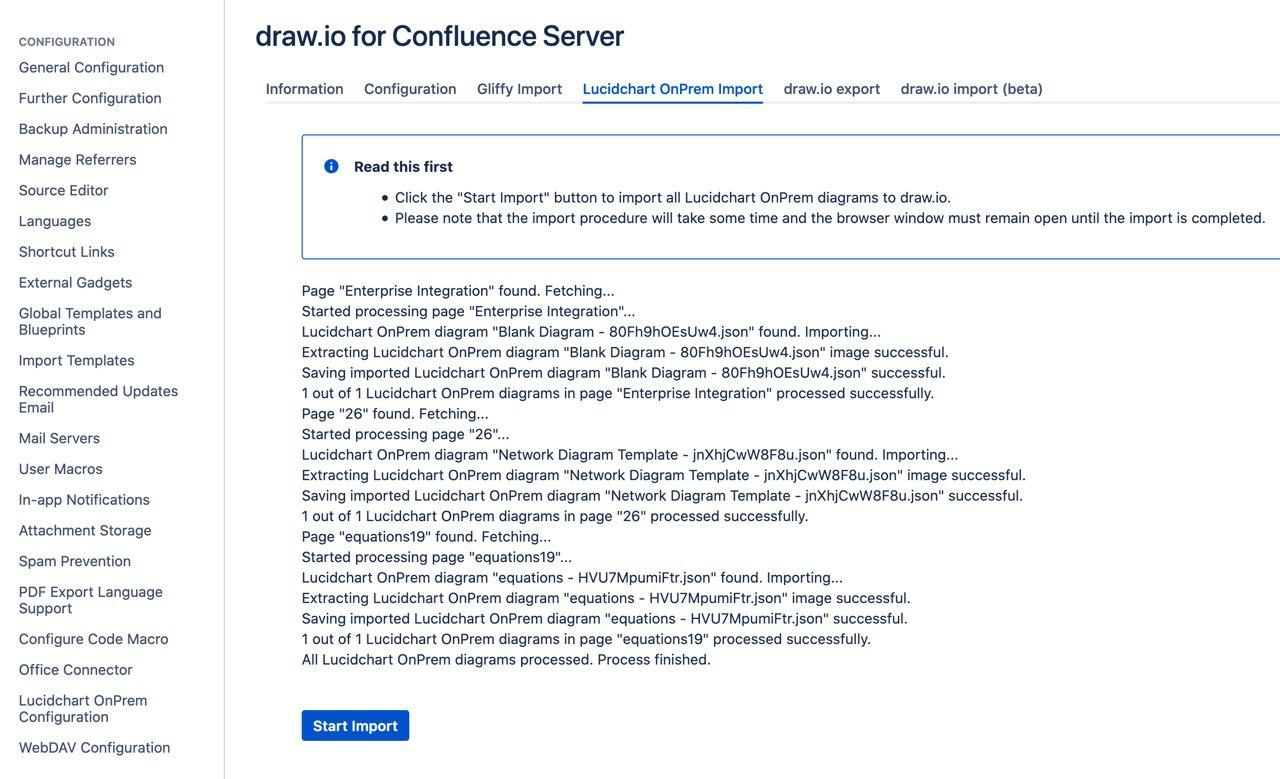 CONFIGURATION
General Configuration
Further Configuration
Backup Administration
Manage Referrers
Source Editor
Languages
Shortcut Links
External Gadgets
Global Templates and
Blueprints
Import Templates
Recommended Updates
Email
Mail Servers
User Macros
In-app Notifications
Attachment Storage
Spam Prevention
PDF Export Language
Support
Configure Code Macro
Office Connector
Lucidchart OnPrem
Configuration
WebDAV Configuration
draw.io for Confluence Server
Information Configuration Gliffy Import Lucidchart OnPrem Import draw.io export draw.io import (beta)
Read this first
• Click the "Start Import" button to import all Lucidchart OnPrem diagrams to draw.io.
• Please note that the import procedure will take some time and the browser window must remain open until the import is completed.
Page "Enterprise Integration" found. Fetching...
Started processing page "Enterprise Integration"...
Lucidchart OnPrem diagram "Blank Diagram - 80Fh9hOEsUw4.json" found. Importing...
Extracting Lucidchart OnPrem diagram "Blank Diagram - 80Fh9hOEsUw4.json" image successful.
Saving imported Lucidchart OnPrem diagram "Blank Diagram - 80Fh9hOEsUw4.json" successful.
1 out of 1 Lucidchart OnPrem diagrams in page "Enterprise Integration" processed successfully.
Page "26" found. Fetching...
Started processing page "26"...
Lucidchart OnPrem diagram "Network Diagram Template - jnXhjCwW8F8u.json" found. Importing...
Extracting Lucidchart OnPrem diagram "Network Diagram Template - jnXhjCwW8F8u.json" image successful.
Saving imported Lucidchart OnPrem diagram "Network Diagram Template - jnXhjCwW8F8u.json" successful.
1 out of 1 Lucidchart OnPrem diagrams in page "26" processed successfully.
Page "equations19" found. Fetching...
Started processing page "equations19"...
Lucidchart OnPrem diagram "equations - HVU7MpumiFtr.json" found. Importing...
Extracting Lucidchart OnPrem diagram "equations - HVU7MpumiFtr.json" image successful.
Saving imported Lucidchart OnPrem diagram "equations - HVU7MpumiFtr.json" successful.
1 out of 1 Lucidchart OnPrem diagrams in page "equations19" processed successfully.
All Lucidchart OnPrem diagrams processed. Process finished.
Start Import